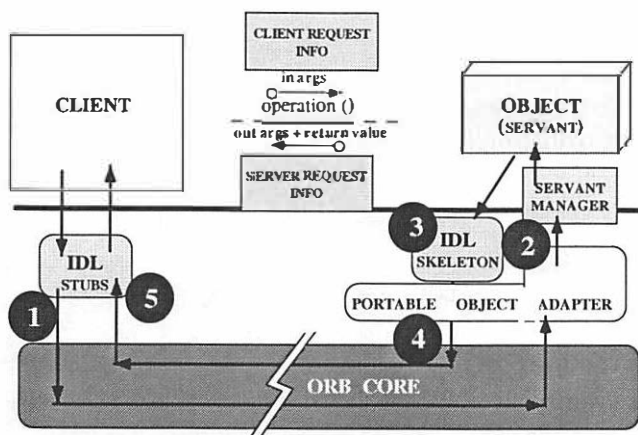 CLIENT REQUEST
INFO
in args
operation ()
out args + return value
SERVER REQUEST
INFO
CLIENT
OBJECT
(SERVANT)
SERVANT
MANAGER
3
IDL
SKELETON
2
IDL
STUBS
1
5
PORTABLE OBJECT ADAPTER
4
ORB CORE